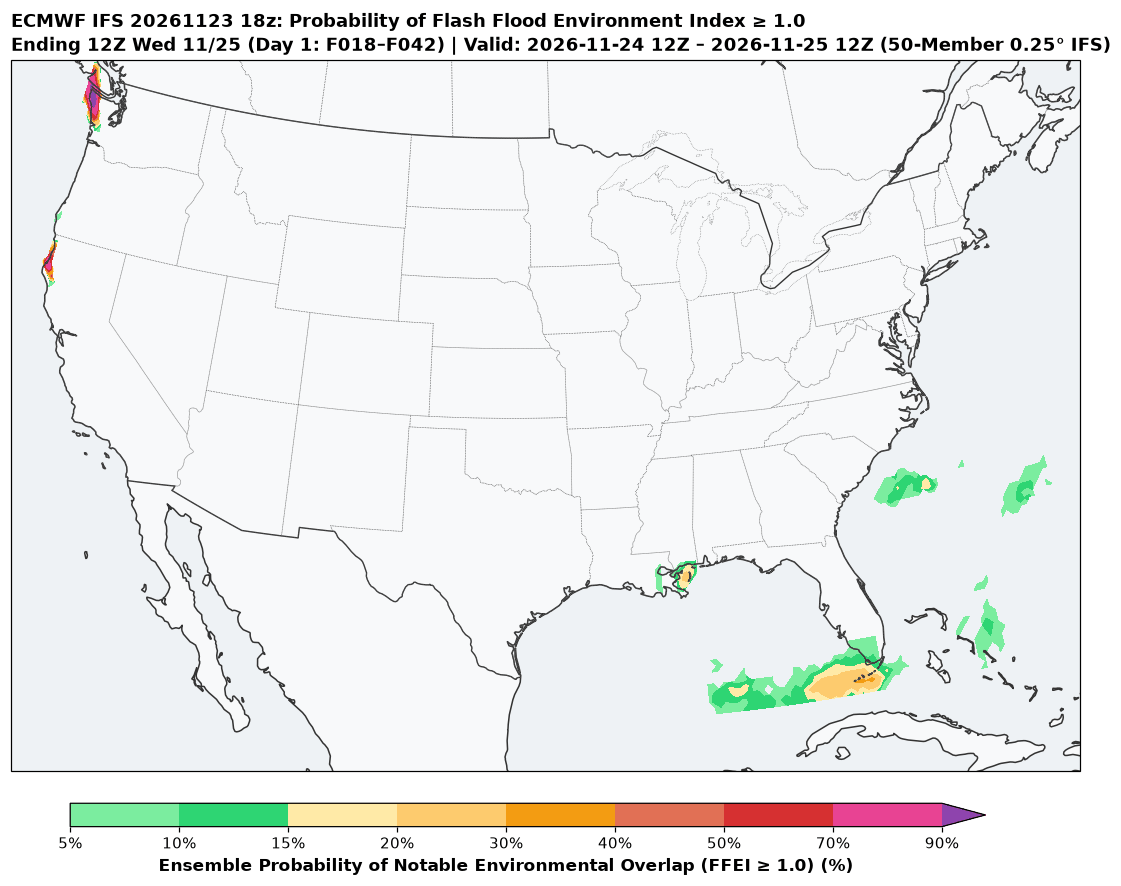 ECMWF IFS 20261123 18z: Probability of Flash Flood Environment Index ≥ 1.0
Ending 12Z Wed 11/25 (Day 1: F018–F042) | Valid: 2026-11-24 12Z – 2026-11-25 12Z (50-Member 0.25° IFS)
5% 10% 15% 20% 30% 40% 50% 70% 90%
Ensemble Probability of Notable Environmental Overlap (FFEI ≥ 1.0) (%)